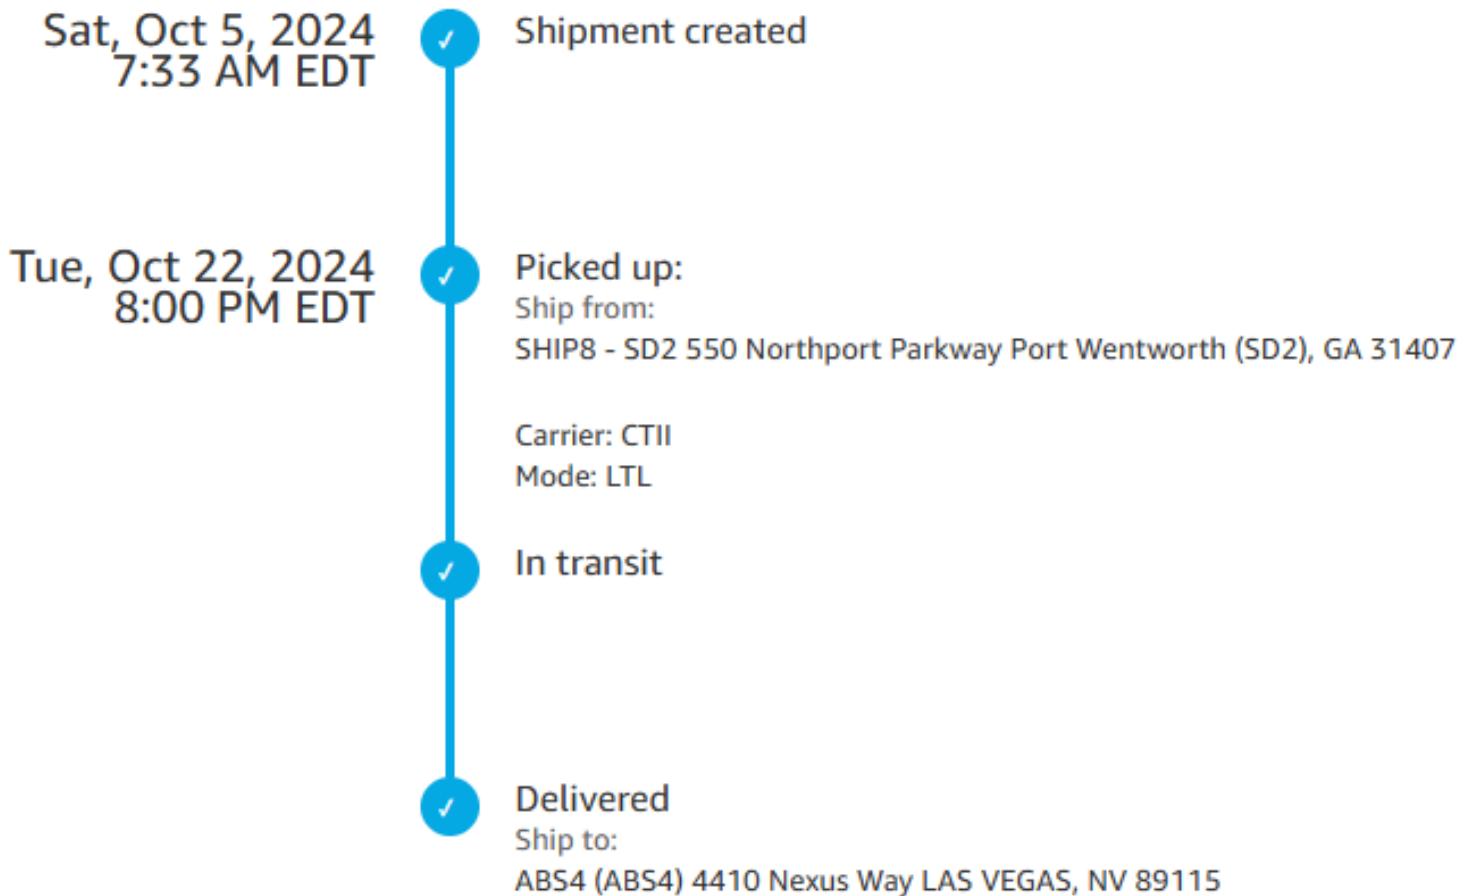 Sat, Oct 5, 2024
7:33 AM EDT
Shipment created
Tue, Oct 22, 2024
8:00 PM EDT
Picked up:
Ship from:
SHIP8 - SD2 550 Northport Parkway Port Wentworth (SD2), GA 31407
Carrier: CTII
Mode: LTL
In transit
Delivered
Ship to:
ABS4 (ABS4) 4410 Nexus Way LAS VEGAS, NV 89115